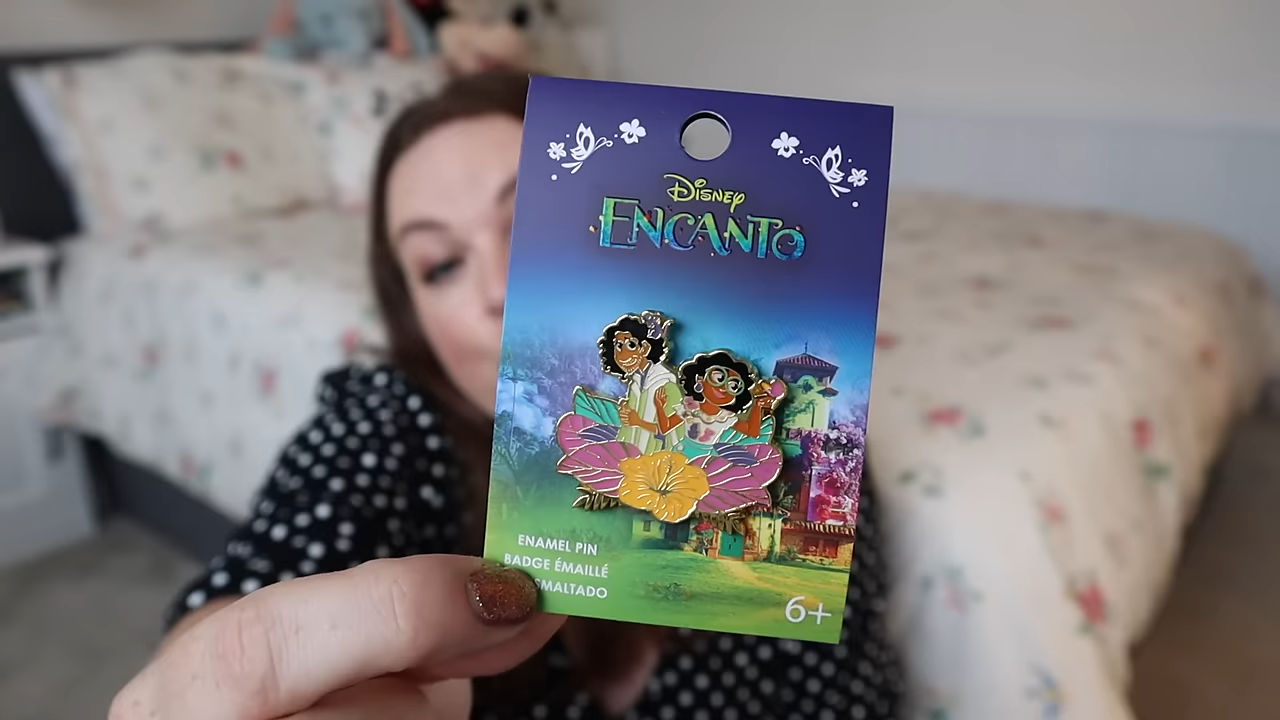 Disney
ENCANTO
ENAMEL PIN
BADGE ÉMAILLÉ
SMALTADO
6+